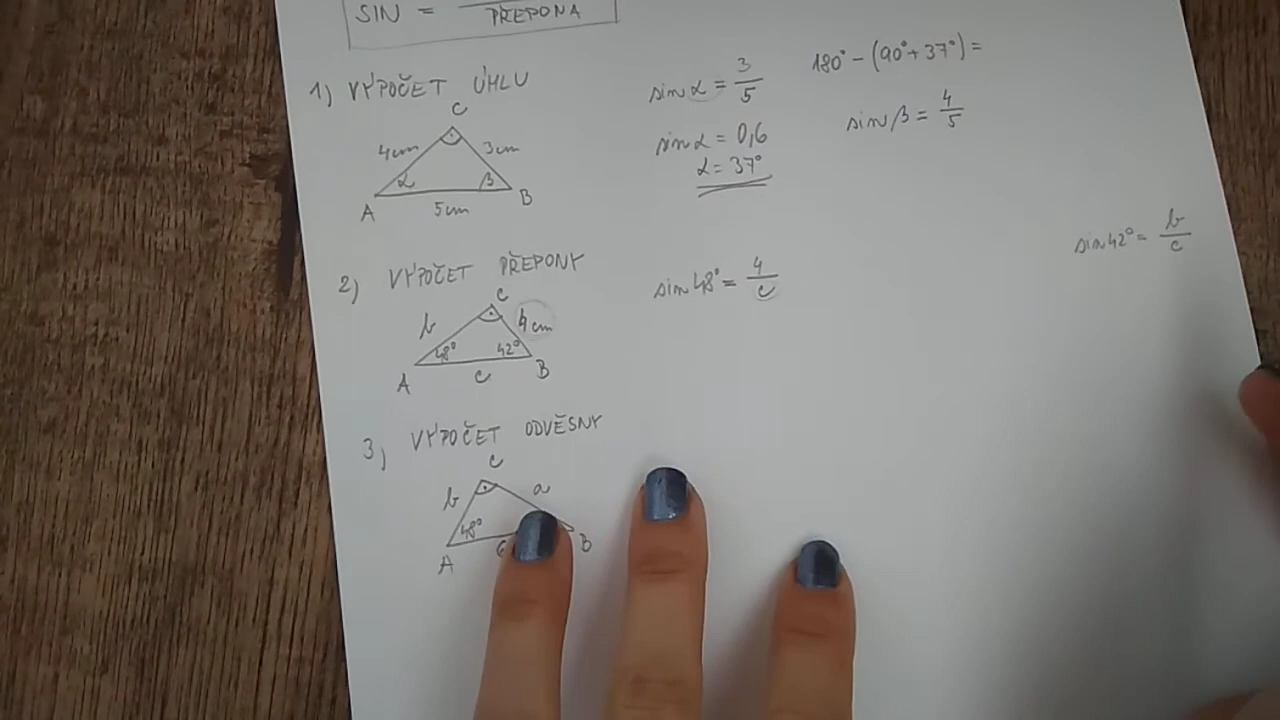 SIN = —— PŘEPONA
1) VÝPOČET ÚHLU
C
4cm 3cm
α β
A 5cm B
sin α = 3/5
sin α = 0,6
α = 37°
180° - (90° + 37°) =
sin β = 4/5
2) VÝPOČET PŘEPONY
C
b 4cm
48° 42°
A c B
sin 48° = 4/c
sin 42° = b/c
3) VÝPOČET ODVĚSNY
C
b a
48°
A B